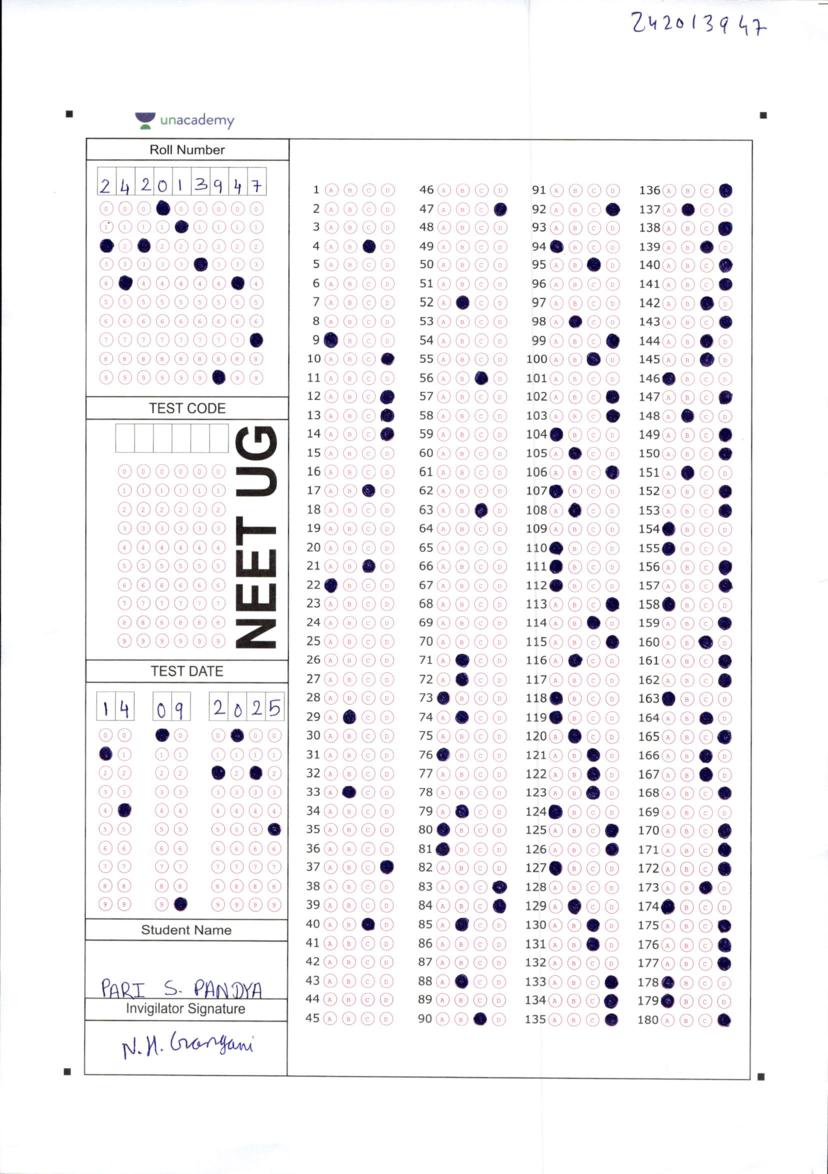 242013947
unacademy
Roll Number
2 4 2 0 1 3 9 4 7
TEST CODE
NEET UG
TEST DATE
1 4 0 9 2 0 2 5
Student Name
PARI S. PANDYA
Invigilator Signature
1 A B C D 46 A B C D 91 A B C D 136 A B C
2 A B C D 47 A B C 92 A B C 137 A C D
3 A B C D 48 A B C D 93 A B C D 138 A B C
4 A B D 49 A B C D 94 B C D 139 A B D
5 A B C D 50 A B C D 95 A B D 140 A B C
6 A B C D 51 A B C D 96 A B C D 141 A B C
7 A B C D 52 A C D 97 A B C D 142 A B D
8 A B C D 53 A B C D 98 A C D 143 A B C
9 B C D 54 A B C D 99 A B C 144 A B D
10 A B C 55 A B C D 100 A B D 145 A B D
11 A B C D 56 A B D 101 A B C D 146 B C D
12 A B C 57 A B C D 102 A B C 147 A B C
13 A B C 58 A B C D 103 A B C 148 A C D
14 A B C 59 A B C D 104 B C D 149 A B C
15 A B C D 60 A B C D 105 A C D 150 A B C
16 A B C D 61 A B C D 106 A B C 151 A C D
17 A B D 62 A B C D 107 B C D 152 A B C
18 A B C D 63 A B D 108 A C D 153 A B C
19 A B C D 64 A B C D 109 A B C D 154 B C D
20 A B C D 65 A B C D 110 B C D 155 B C D
21 A B D 66 A B C D 111 B C D 156 A B C
22 B C D 67 A B C D 112 B C D 157 A B C
23 A B C D 68 A B C D 113 A B C 158 B C D
24 A B C D 69 A B C D 114 A B D 159 A B C
25 A B C D 70 A B C D 115 A B C 160 A B D
26 A B C D 71 A C D 116 A C D 161 A B C
27 A B C D 72 A C D 117 A B C D 162 A B C
28 A B C D 73 B C D 118 B C D 163 B C D
29 A C D 74 A C D 119 B C D 164 A B D
30 A B C D 75 A B C D 120 A C D 165 A B C
31 A B C D 76 B C D 121 A B D 166 A B D
32 A B C D 77 A B C D 122 A B D 167 A B D
33 A C D 78 A B C D 123 A B D 168 A B C
34 A B C D 79 A C D 124 B C D 169 A B C D
35 A B C D 80 B C D 125 A B C 170 A B C
36 A B C D 81 B C D 126 A B C 171 A B C
37 A B C 82 A B C D 127 B C D 172 A B C
38 A B C D 83 A B C 128 A B C D 173 A B D
39 A B C D 84 A B C 129 A C D 174 B C D
40 A B D 85 A C D 130 A B D 175 A B C
41 A B C D 86 A B C D 131 A B D 176 A B C
42 A B C D 87 A B C D 132 A B C D 177 A B C
43 A B C D 88 A C D 133 A B C 178 B C D
44 A B C D 89 A B C D 134 A B C 179 B C D
45 A B C D 90 A B D 135 A B C 180 A B C